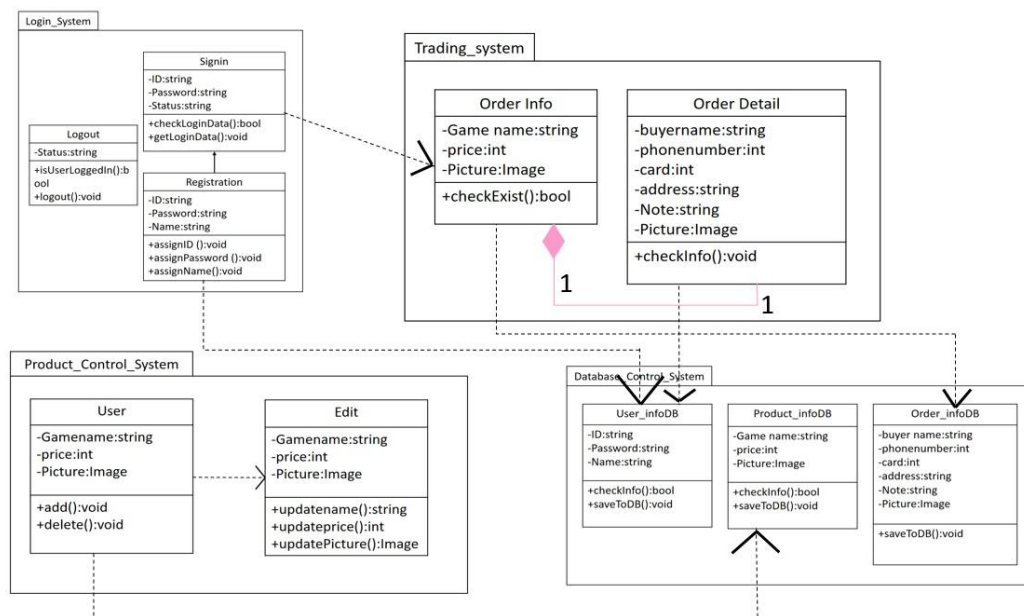 Login_System
Signin
-ID:string
-Password:string
-Status:string
+checkLoginData():bool
+getLoginData():void
Logout
-Status:string
+isUserLoggedIn():b
ool
+logout():void
Registration
-ID:string
-Password:string
-Name:string
+assignID ():void
+assignPassword ():void
+assignName():void
Trading_system
Order Info
-Game name:string
-price:int
-Picture:Image
+checkExist():bool
Order Detail
-buyername:string
-phonenumber:int
-card:int
-address:string
-Note:string
-Picture:Image
+checkInfo():void
1
1
Product_Control_System
User
-Gamename:string
-price:int
-Picture:Image
+add():void
+delete():void
Edit
-Gamename:string
-price:int
-Picture:Image
+updatename():string
+updateprice():int
+updatePicture():Image
Database_Control_System
User_infoDB
-ID:string
-Password:string
-Name:string
+checkInfo():bool
+saveToDB():void
Product_infoDB
-Game name:string
-price:int
-Picture:Image
+checkInfo():bool
+saveToDB():void
Order_infoDB
-buyer name:string
-phonenumber:int
-card:int
-address:string
-Note:string
-Picture:Image
+saveToDB():void